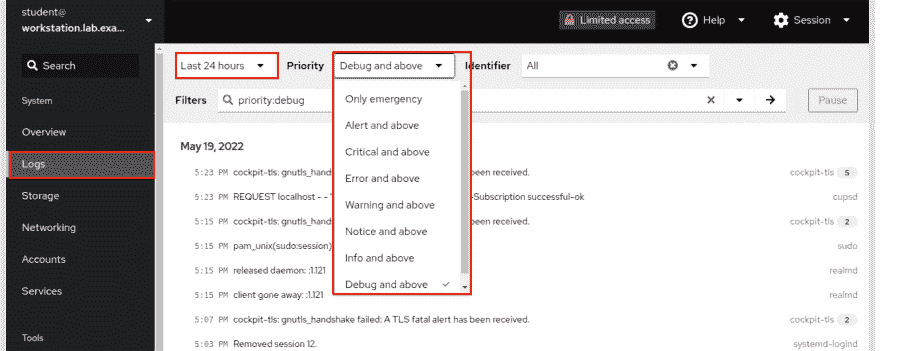 student@
workstation.lab.exa...
Limited access
Help
Session
Search
System
Overview
Logs
Storage
Networking
Accounts
Services
Tools
Last 24 hours
Priority
Debug and above
Identifier
All
Filters
priority:debug
Pause
Only emergency
Alert and above
Critical and above
Error and above
Warning and above
Notice and above
Info and above
Debug and above
May 19, 2022
5:23 PM cockpit-tls: gnutls_hands been received. cockpit-tls 5
5:23 PM REQUEST localhost - - " -Subscription successful-ok cupsd
5:15 PM cockpit-tls: gnutls_hands been received. cockpit-tls 2
5:15 PM pam_unix(sudo:session) sudo
5:15 PM released daemon: :1.121 realmd
5:15 PM client gone away: :1.121 realmd
5:07 PM cockpit-tls: gnutls_handshake failed: A TLS fatal alert has been received. cockpit-tls 2
5:03 PM Removed session 12. systemd-logind